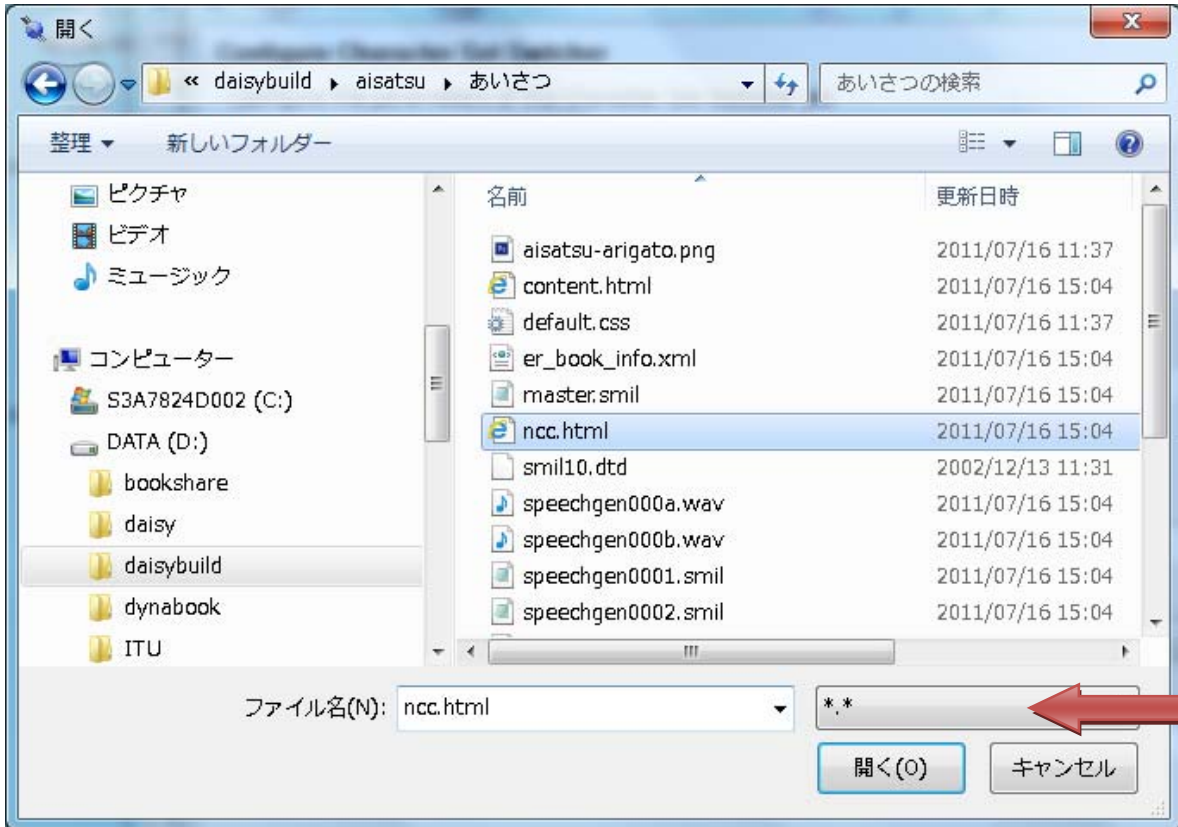 開く
Configure Character Set Switcher
« daisybuild ▸ aisatsu ▸ あいさつ
あいさつの検索
整理 ▼ 新しいフォルダー
ピクチャ
ビデオ
ミュージック
コンピューター
S3A7824D002 (C:)
DATA (D:)
bookshare
daisy
daisybuild
dynabook
ITU
名前 更新日時
aisatsu-arigato.png 2011/07/16 11:37
content.html 2011/07/16 15:04
default.css 2011/07/16 11:37
er_book_info.xml 2011/07/16 15:04
master.smil 2011/07/16 15:04
ncc.html 2011/07/16 15:04
smil10.dtd 2002/12/13 11:31
speechgen000a.wav 2011/07/16 15:04
speechgen000b.wav 2011/07/16 15:04
speechgen0001.smil 2011/07/16 15:04
speechgen0002.smil 2011/07/16 15:04
ファイル名(N): ncc.html *.*
開く(O) キャンセル